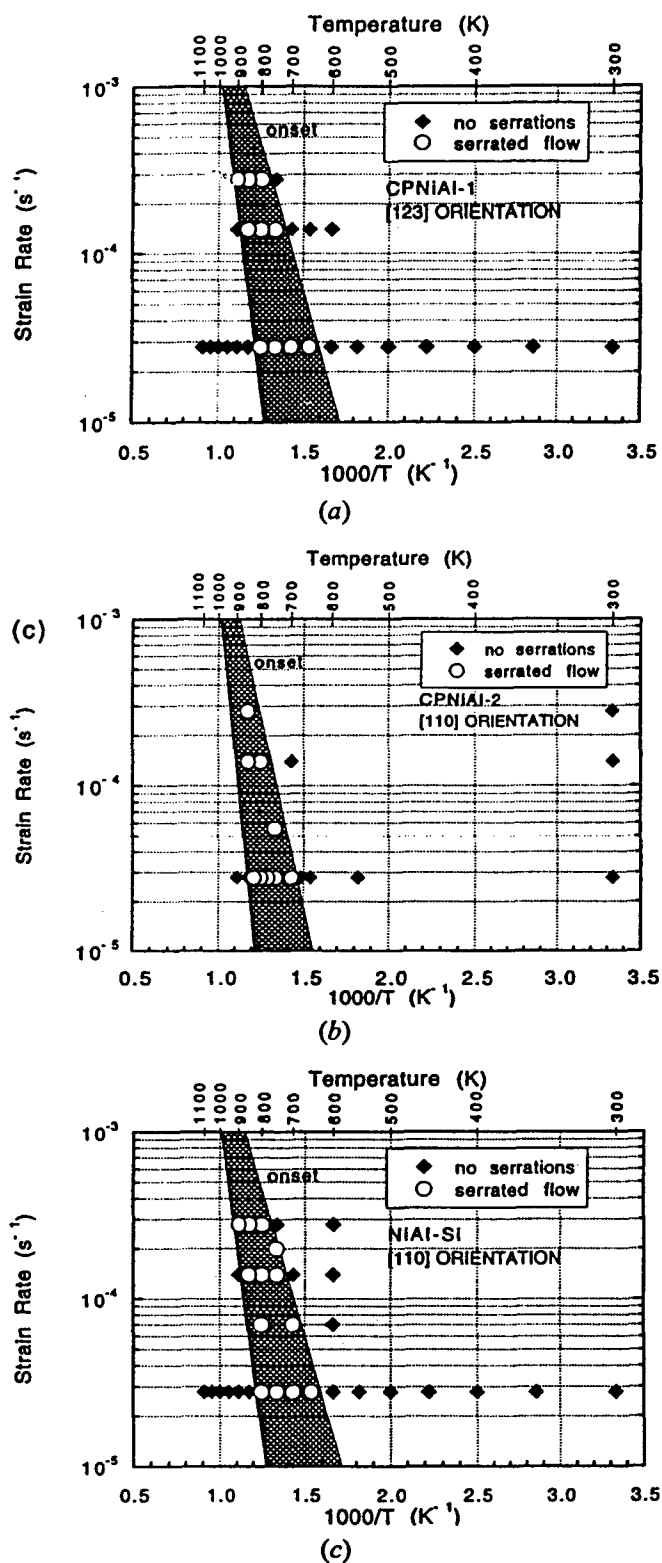 Temperature (K)
1100 1000 900 800 700 600 500 400 300
10⁻³
onset
no serrations
serrated flow
CPNiAl-1
[123] ORIENTATION
Strain Rate (s⁻¹)
10⁻⁴
10⁻⁵
0.5 1.0 1.5 2.0 2.5 3.0 3.5
1000/T (K⁻¹)
(a)
Temperature (K)
1100 1000 900 800 700 600 500 400 300
(c)
10⁻³
onset
no serrations
serrated flow
CPNiAl-2
[110] ORIENTATION
Strain Rate (s⁻¹)
10⁻⁴
10⁻⁵
0.5 1.0 1.5 2.0 2.5 3.0 3.5
1000/T (K⁻¹)
(b)
Temperature (K)
1100 1000 900 800 700 600 500 400 300
10⁻³
onset
no serrations
serrated flow
NiAl-Si
[110] ORIENTATION
Strain Rate (s⁻¹)
10⁻⁴
10⁻⁵
0.5 1.0 1.5 2.0 2.5 3.0 3.5
1000/T (K⁻¹)
(c)